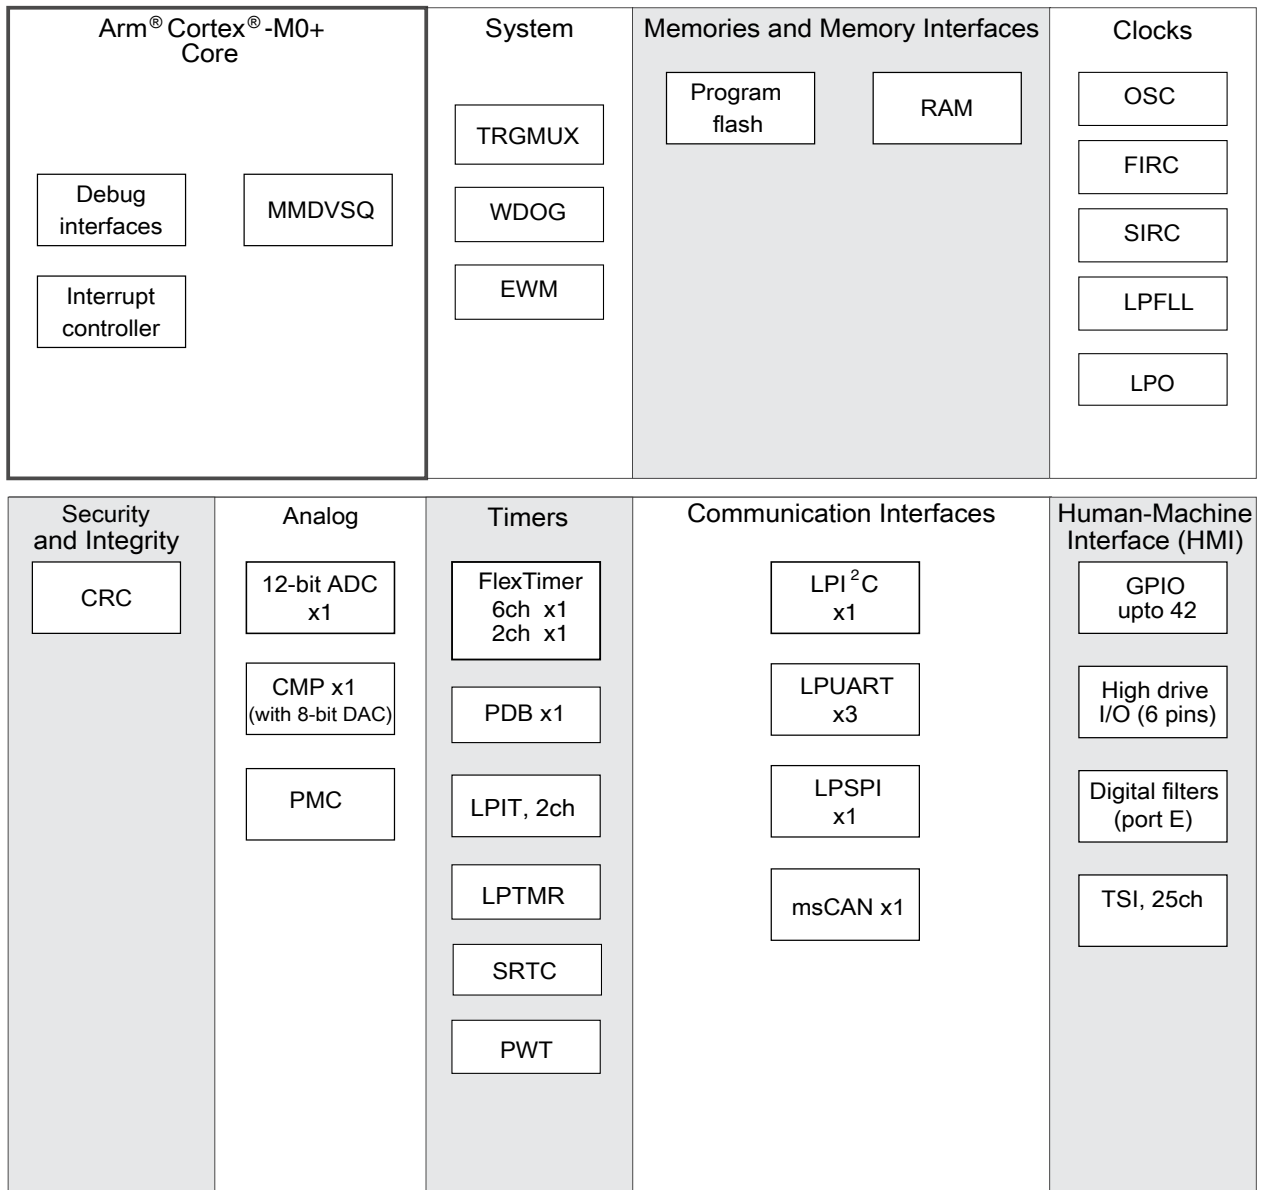 Arm® Cortex®-M0+
Core
Debug
interfaces
MMDVSQ
Interrupt
controller
System
TRGMUX
WDOG
EWM
Memories and Memory Interfaces
Program
flash
RAM
Clocks
OSC
FIRC
SIRC
LPFLL
LPO
Security
and Integrity
CRC
Analog
12-bit ADC
x1
CMP x1
(with 8-bit DAC)
PMC
Timers
FlexTimer
6ch x1
2ch x1
PDB x1
LPIT, 2ch
LPTMR
SRTC
PWT
Communication Interfaces
LPI²C
x1
LPUART
x3
LPSPI
x1
msCAN x1
Human-Machine
Interface (HMI)
GPIO
upto 42
High drive
I/O (6 pins)
Digital filters
(port E)
TSI, 25ch